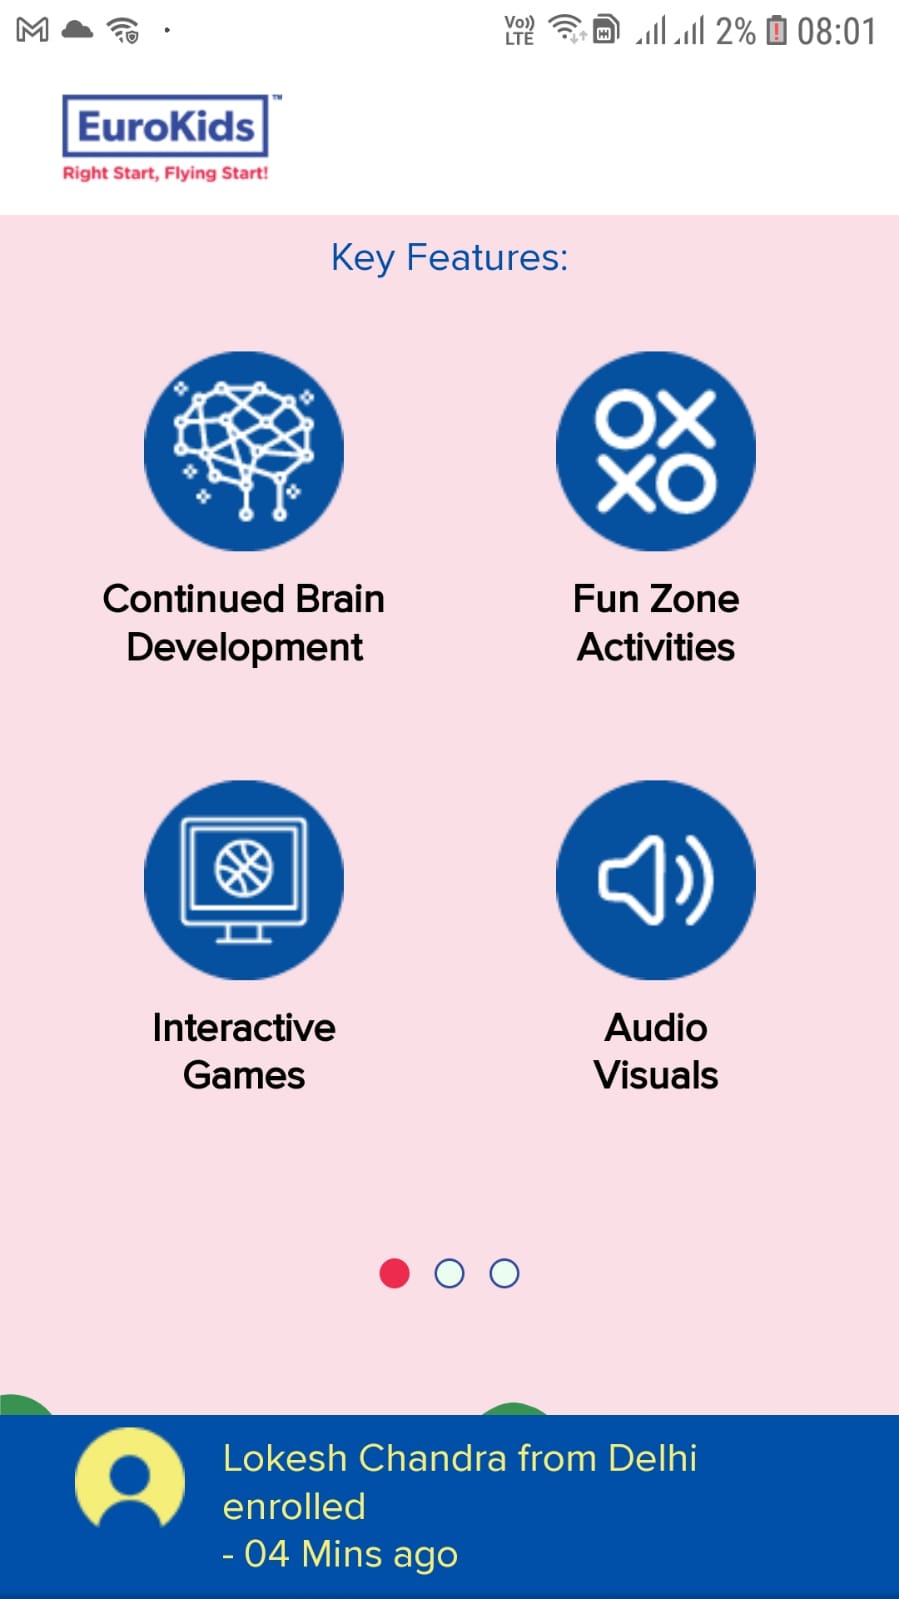 Vo)) LTE 2% 08:01
EuroKids™
Right Start, Flying Start!
Key Features:
OX
XO
Continued Brain
Development
Fun Zone
Activities
Interactive
Games
Audio
Visuals
Lokesh Chandra from Delhi
enrolled
- 04 Mins ago